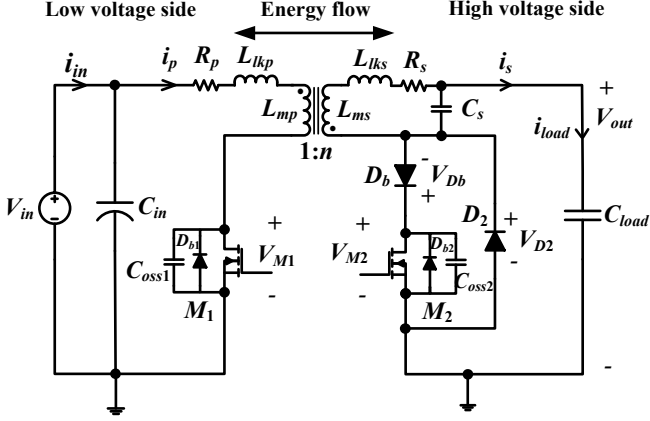 Low voltage side
Energy flow
High voltage side
i_in
i_p
R_p
L_lkp
L_lks
R_s
i_s
+
L_mp
L_ms
C_s
i_load
V_out
1:n
D_b
-
V_Db
+
V_in
C_in
D_2
+
V_D2
-
C_load
D_b1
+
V_M1
-
C_oss1
M_1
+
V_M2
-
D_b2
C_oss2
M_2
-